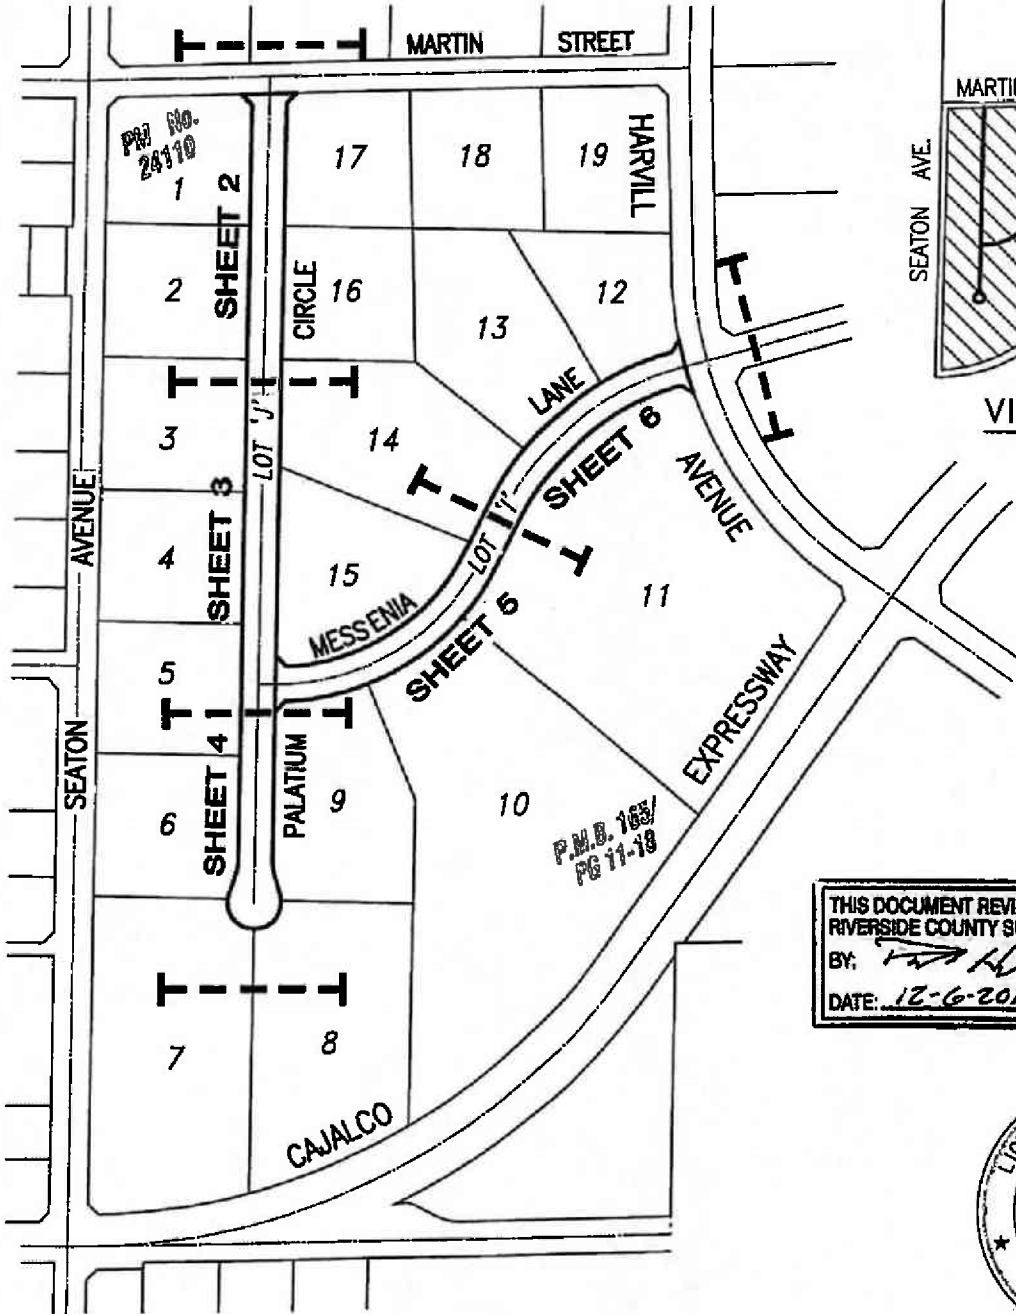 MARTIN STREET
MARTI
SEATON AVE.
VI
PM No.
24110
1
17
18
19
HARVILL
SHEET 2
2
CIRCLE
16
13
12
LANE
3
LOT 'J'
14
SHEET 6
AVENUE
SHEET 3
4
15
LOT 'I'
11
MESSENIA
SHEET 5
5
AVENUE
SEATON
SHEET 4
PALATIUM
6
9
10
EXPRESSWAY
P.M.B. 165/
PG 11-18
7
8
CAJALCO
THIS DOCUMENT REVI
RIVERSIDE COUNTY S
BY:
DATE: 12-6-20
LIC